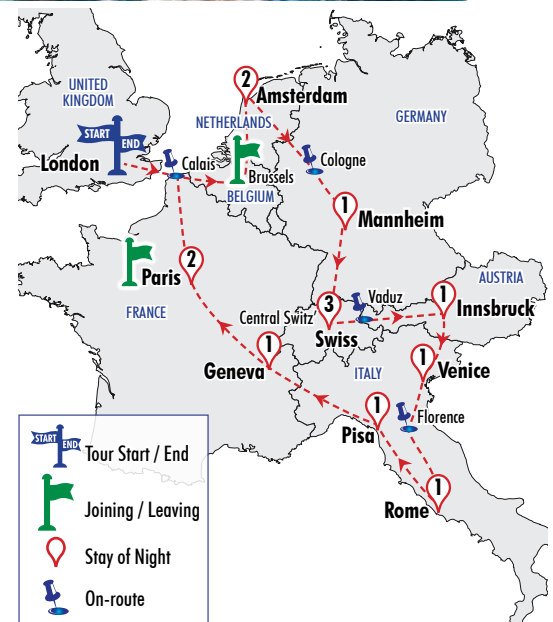 UNITED
KINGDOM
2
Amsterdam
NETHERLANDS
GERMANY
START
END
London
Calais
Brussels
BELGIUM
Cologne
1
Mannheim
Paris
2
FRANCE
AUSTRIA
Central Switz
3
Swiss
Vaduz
1
Innsbruck
Geneva
1
ITALY
1
Venice
1
Pisa
Florence
Rome
1
START
END
Tour Start / End
Joining / Leaving
Stay of Night
On-route